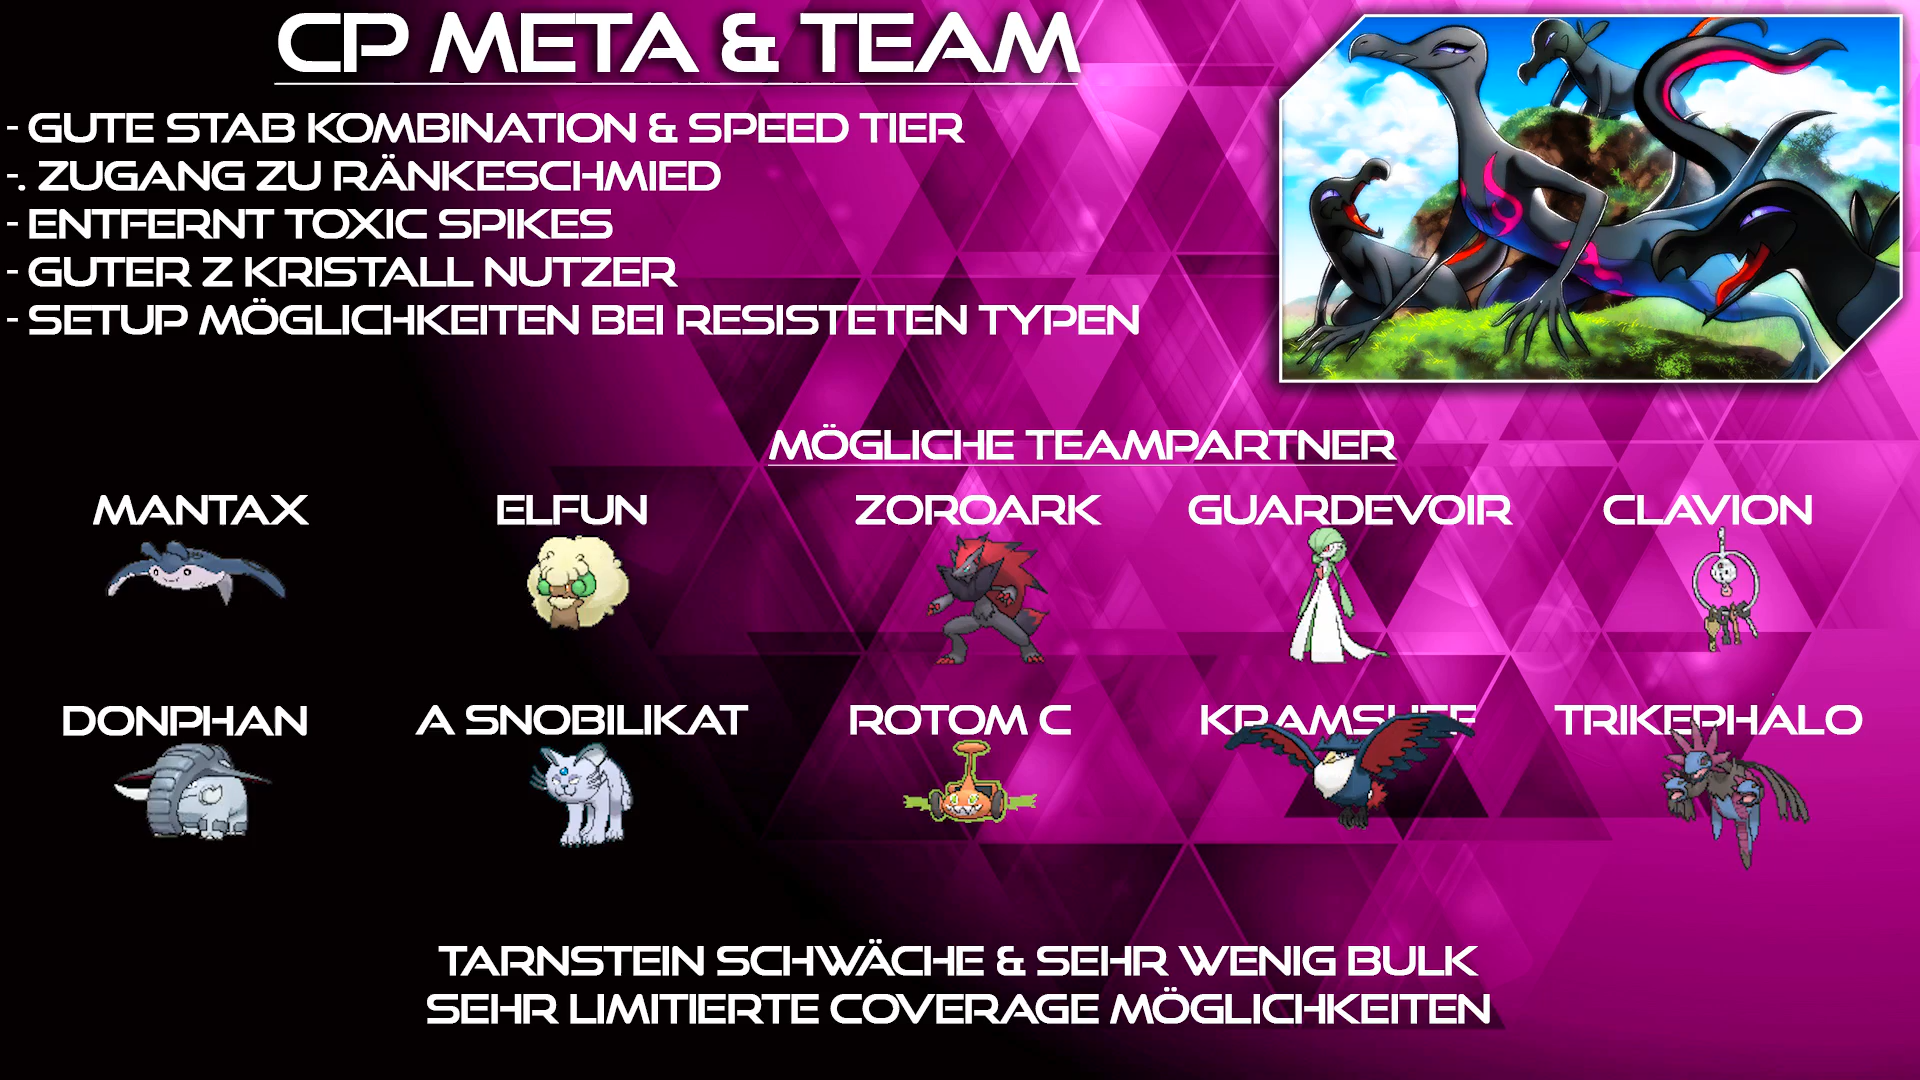 CP META & TEAM
- GUTE STAB KOMBINATION & SPEED TIER
-. ZUGANG ZU RÄNKESCHMIED
- ENTFERNT TOXIC SPIKES
- GUTER Z KRISTALL NUTZER
- SETUP MÖGLICHKEITEN BEI RESISTETEN TYPEN
MÖGLICHE TEAMPARTNER
MANTAX ELFUN ZOROARK GUARDEVOIR CLAVION
DONPHAN A SNOBILIKAT ROTOM C KRAMSHEF TRIKEPHALO
TARNSTEIN SCHWÄCHE & SEHR WENIG BULK
SEHR LIMITIERTE COVERAGE MÖGLICHKEITEN